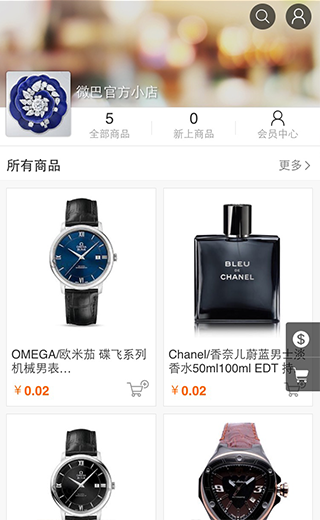 微巴官方小店
5
全部商品
0
新上商品
会员中心
所有商品
更多
BLEU
DE
CHANEL
OMEGA/欧米茄 碟飞系列
机械男表…
¥0.02
Chanel/香奈儿蔚蓝男士淡
香水50ml100ml EDT 持
¥0.02
$